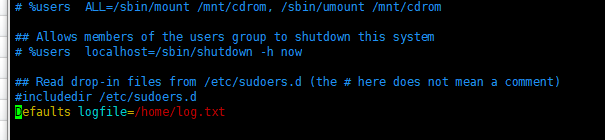 # %users  ALL=/sbin/mount /mnt/cdrom, /sbin/umount /mnt/cdrom
## Allows members of the users group to shutdown this system
# %users  localhost=/sbin/shutdown -h now
## Read drop-in files from /etc/sudoers.d (the # here does not mean a comment)
#includedir /etc/sudoers.d
Defaults logfile=/home/log.txt